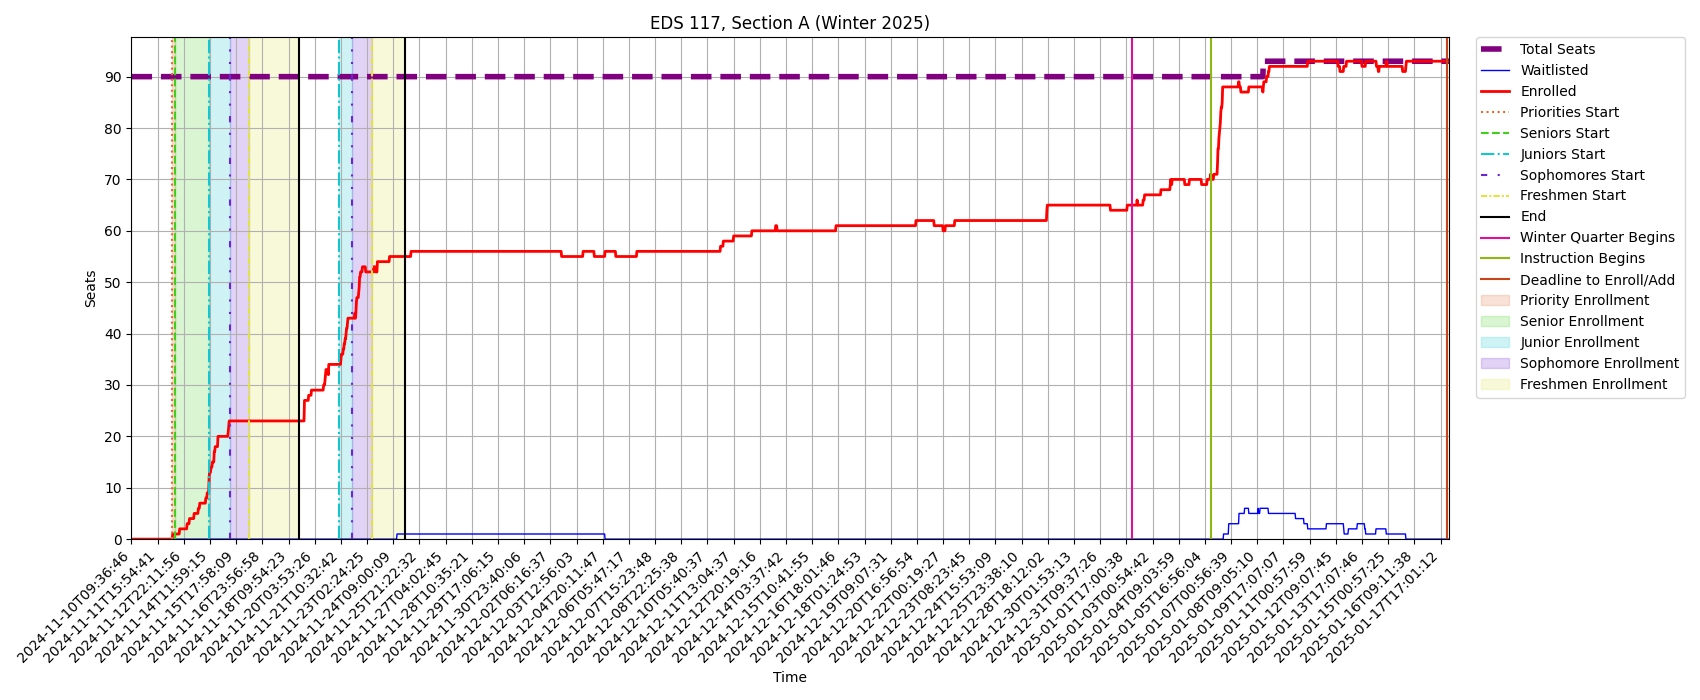 EDS 117, Section A (Winter 2025)
Seats
90
80
70
60
50
40
30
20
10
0
2024-11-10T09:36:46
2024-11-11T15:54:41
2024-11-12T22:11:56
2024-11-14T11:59:15
2024-11-15T17:58:09
2024-11-16T23:56:58
2024-11-18T09:54:23
2024-11-20T03:53:26
2024-11-21T10:32:42
2024-11-23T02:24:25
2024-11-24T09:00:09
2024-11-25T21:22:32
2024-11-27T04:02:45
2024-11-28T10:35:21
2024-11-29T17:06:15
2024-11-30T23:40:06
2024-12-02T06:16:37
2024-12-03T12:56:03
2024-12-04T20:11:47
2024-12-06T05:47:17
2024-12-07T15:23:48
2024-12-08T22:25:38
2024-12-10T05:40:37
2024-12-11T13:04:37
2024-12-12T20:19:16
2024-12-14T03:37:42
2024-12-15T10:41:55
2024-12-16T18:01:46
2024-12-18T01:24:53
2024-12-19T09:07:31
2024-12-20T16:56:54
2024-12-22T00:19:27
2024-12-23T08:23:45
2024-12-24T15:53:09
2024-12-25T23:38:10
2024-12-28T18:12:02
2024-12-30T01:53:13
2024-12-31T09:37:26
2025-01-01T17:00:38
2025-01-03T00:54:42
2025-01-04T09:03:59
2025-01-05T16:56:04
2025-01-07T00:56:39
2025-01-08T09:05:10
2025-01-09T17:07:07
2025-01-11T00:57:59
2025-01-12T09:07:45
2025-01-13T17:07:46
2025-01-15T00:57:25
2025-01-16T09:11:38
2025-01-17T17:01:12
Time
Total Seats
Waitlisted
Enrolled
Priorities Start
Seniors Start
Juniors Start
Sophomores Start
Freshmen Start
End
Winter Quarter Begins
Instruction Begins
Deadline to Enroll/Add
Priority Enrollment
Senior Enrollment
Junior Enrollment
Sophomore Enrollment
Freshmen Enrollment